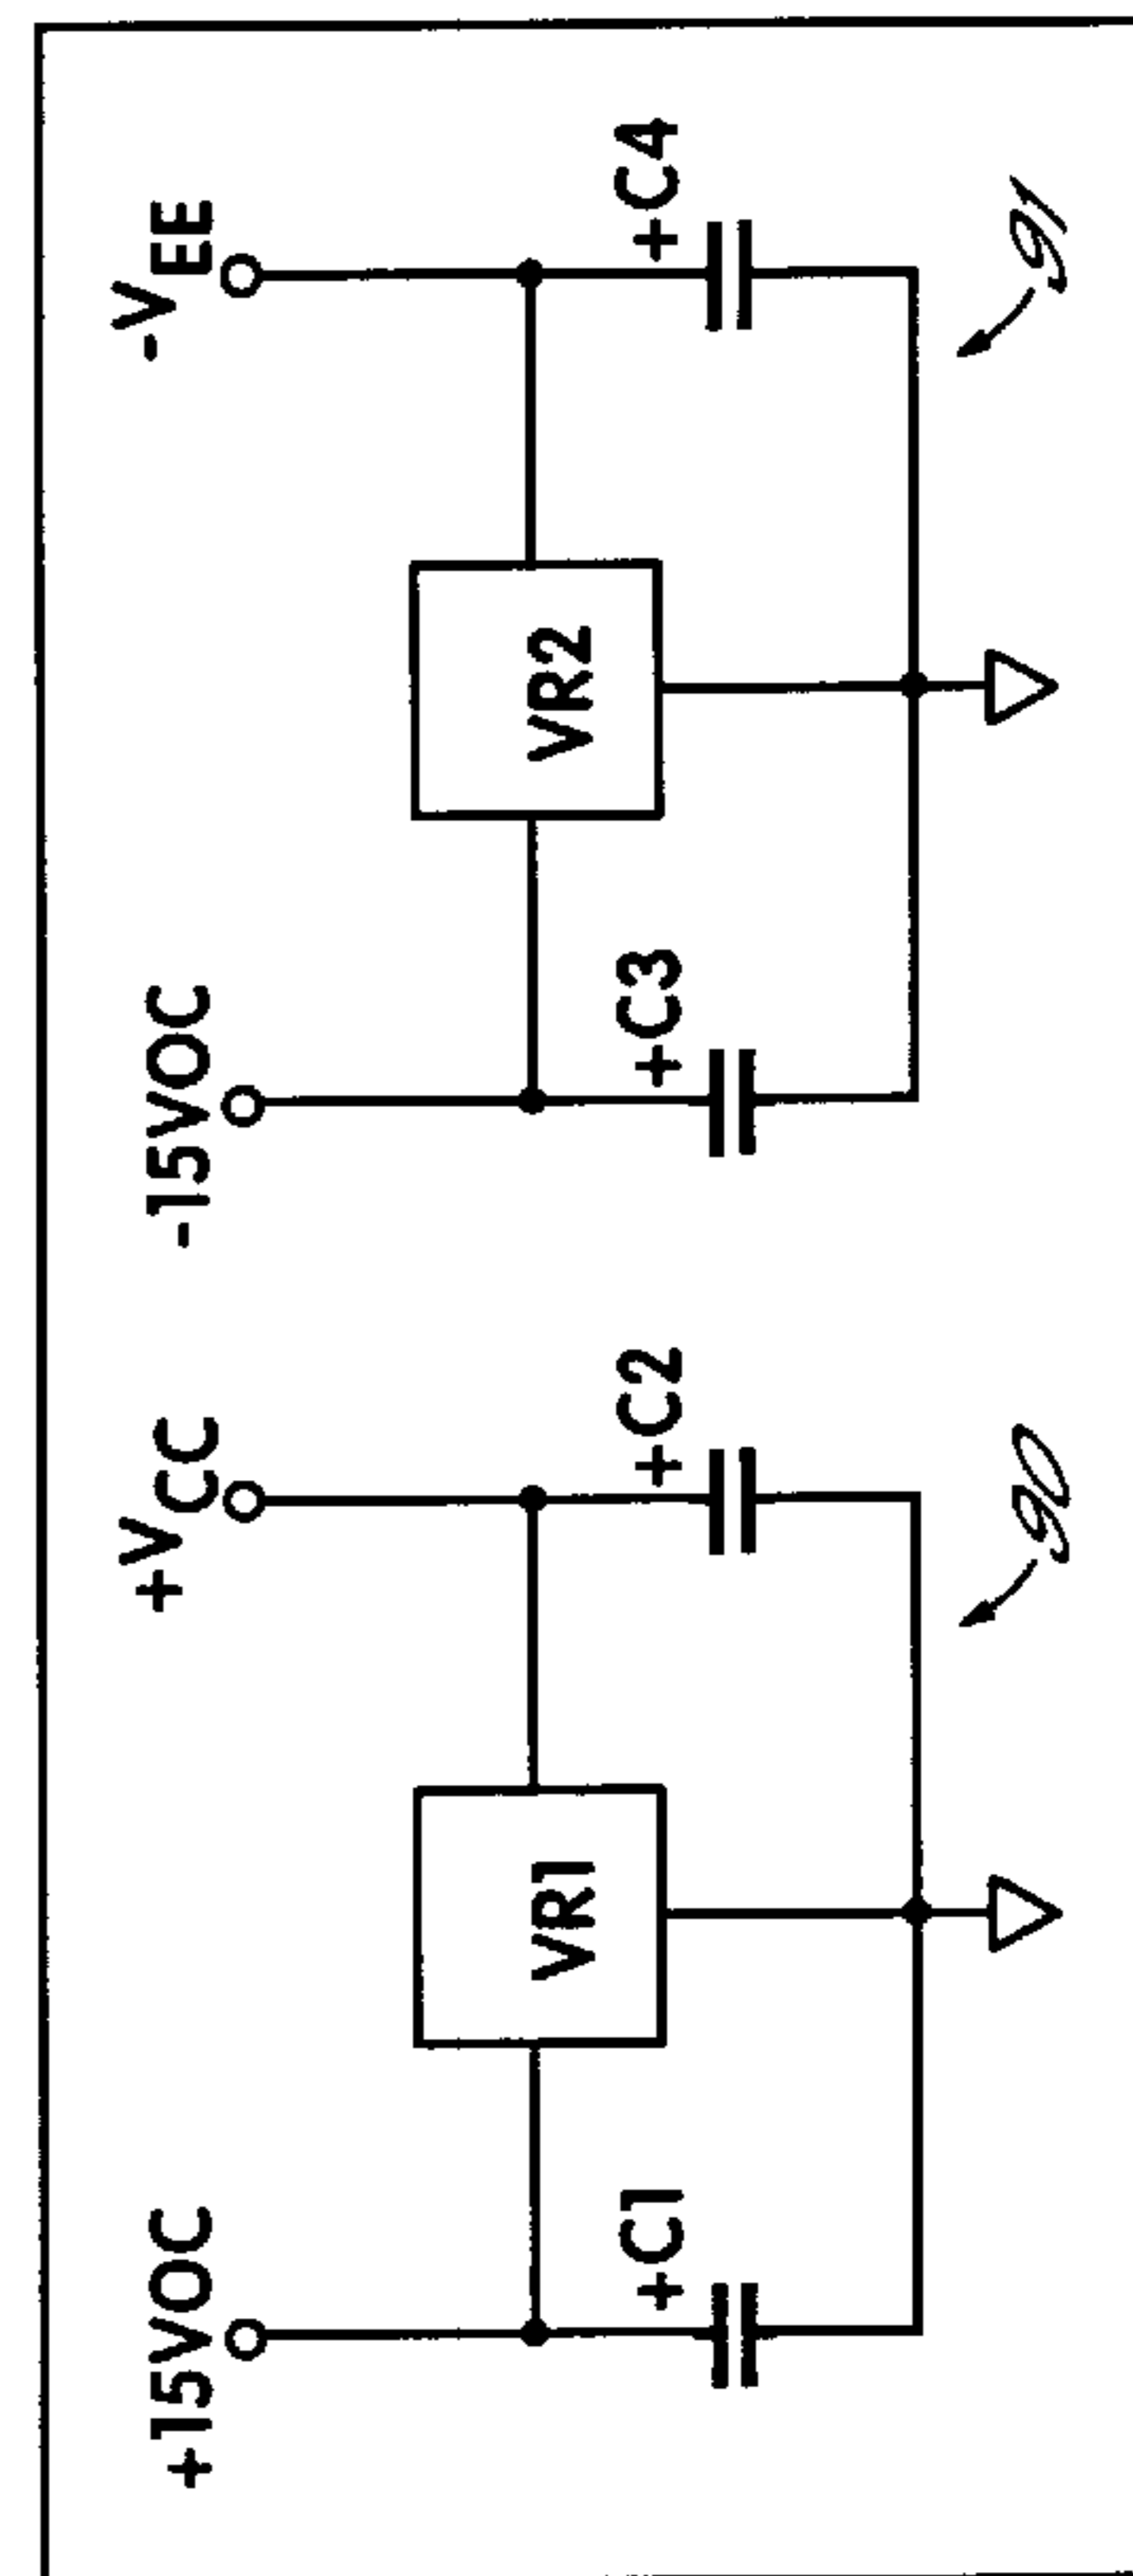 +15VOC
+VCC
-15VOC
-VEE
VR1
VR2
+C1
+C2
+C3
+C4
90
91